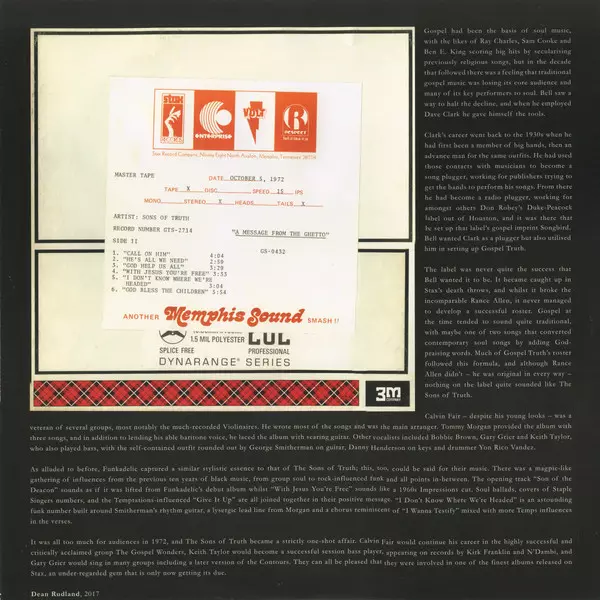 Gospel had been the basis of soul music,
with the likes of Ray Charles, Sam Cooke and
Ben E. King scoring big hits by secularising
previously religious songs, but in the decade
that followed there was a feeling that traditional
gospel music was losing its core audience and
many of its key performers to soul. Bell saw a
way to halt the decline, and when he employed
Dave Clark he gave himself the tools.
Clark's career went back to the 1930s when he
had first been a member of big bands, then an
advance man for the same outfits. He had used
those contacts with musicians to become a
song plugger, working for publishers trying to
get the bands to perform his songs. From there
he had become a radio plugger, working for
amongst others Don Robey's Duke-Peacock
label out of Houston, and it was there that
he set up that label's gospel imprint Songbird.
Bell wanted Clark as a plugger but also utilised
him in setting up Gospel Truth.
The label was never quite the success that
Bell wanted it to be. It became caught up in
Stax's death throws, and whilst it broke the
incomparable Rance Allen, it never managed
to develop a successful roster. Gospel at
the time tended to sound quite traditional,
with maybe one of two songs that converted
contemporary soul songs by adding God-
praising words. Much of Gospel Truth's roster
followed this formula, and although Rance
Allen didn't – he was original in every way –
nothing on the label quite sounded like The
Sons of Truth.
Calvin Fair – despite his young looks – was a
veteran of several groups, most notably the much-recorded Violinaires. He wrote most of the songs and was the main arranger. Tommy Morgan provided the album with
three songs, and in addition to lending his able baritone voice, he laced the album with searing guitar. Other vocalists included Bobbie Brown, Gary Grier and Keith Taylor,
who also played bass, with the self-contained outfit rounded out by George Smitherman on guitar, Danny Henderson on keys and drummer Yon Rico Vandez.
As alluded to before, Funkadelic captured a similar stylistic essence to that of The Sons of Truth; this, too, could be said for their music. There was a magpie-like
gathering of influences from the previous ten years of black music, from group soul to rock-influenced funk and all points in-between. The opening track "Son of the
Deacon" sounds as if it was lifted from Funkadelic's debut album whilst "With Jesus You're Free" sounds like a 1960s Impressions cut. Soul ballads, covers of Staple
Singers numbers, and the Temptations-influenced "Give It Up" are all joined together in their positive message. "I Don't Know Where We're Headed" is an astounding
funk number built around Smitherman's rhythm guitar, a lysergic lead line from Morgan and a chorus reminiscent of "I Wanna Testify" mixed with more Temps influences
in the verses.
It was all too much for audiences in 1972, and The Sons of Truth became a strictly one-shot affair. Calvin Fair would continue his career in the highly successful and
critically acclaimed group The Gospel Wonders, Keith Taylor would become a successful session bass player, appearing on records by Kirk Franklin and N'Dambi, and
Gary Grier would sing in many groups including a later version of the Contours. They can all be pleased that they were involved in one of the finest albums released on
Stax, an under-regarded gem that is only now getting its due.
Dean Rudland, 2017
stax
RECORDS
ENTERPRISE
VOLT
R
RESPECT
Stax Record Company/Ninety Eight North Avalon, Memphis, Tennessee 38104
MASTER TAPE DATE OCTOBER 5, 1972
TAPE X DISC SPEED 15 IPS
MONO STEREO X HEADS TAILS X
ARTIST: SONS OF TRUTH
RECORD NUMBER GTS-2714 "A MESSAGE FROM THE GHETTO"
SIDE II GS-0432
1. "CALL ON HIM" 4:04
2. "HE'S ALL WE NEED" 2:50
3. "GOD HELP US ALL" 3:29
4. "WITH JESUS YOU'RE FREE" 3:53
5. "I DON'T KNOW WHERE WE'RE
HEADED" 3:04
6. "GOD BLESS THE CHILDREN" 3:54
ANOTHER Memphis Sound SMASH!!
1.5 MIL POLYESTER
SPLICE FREE PROFESSIONAL
DYNARANGE SERIES
3M
COMPANY